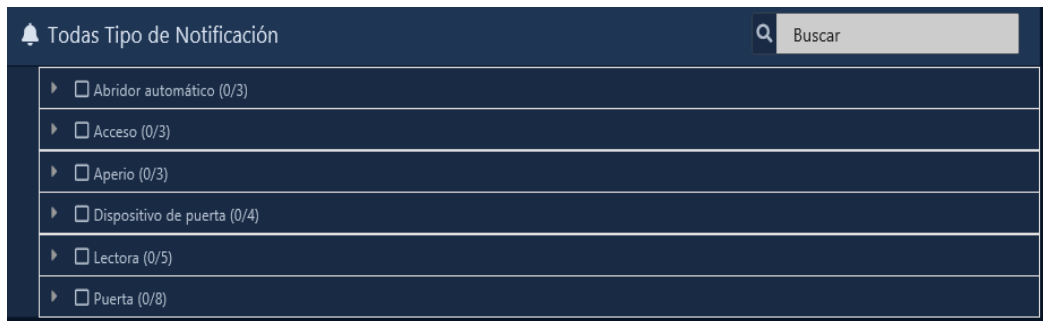 Todas Tipo de Notificación
Buscar
Abridor automático (0/3)
Acceso (0/3)
Aperio (0/3)
Dispositivo de puerta (0/4)
Lectora (0/5)
Puerta (0/8)